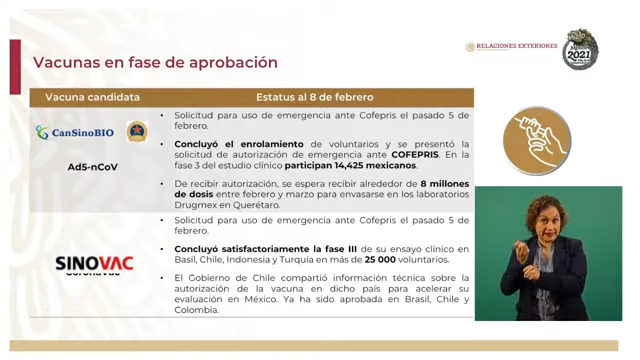 RELACIONES EXTERIORES
México
2021
Vacunas en fase de aprobación
Vacuna candidata
Estatus al 8 de febrero
CanSinoBIO
Ad5-nCoV
• Solicitud para uso de emergencia ante Cofepris el pasado 5 de
febrero.
• Concluyó el enrolamiento de voluntarios y se presentó la
solicitud de autorización de emergencia ante COFEPRIS. En la
fase 3 del estudio clínico participan 14,425 mexicanos.
• De recibir autorización, se espera recibir alrededor de 8 millones
de dosis entre febrero y marzo para envasarse en los laboratorios
Drugmex en Querétaro.
SINOVAC
CoronaVac
• Solicitud para uso de emergencia ante Cofepris el pasado 5 de
febrero.
• Concluyó satisfactoriamente la fase III de su ensayo clínico en
Basil, Chile, Indonesia y Turquía en más de 25 000 voluntarios.
• El Gobierno de Chile compartió información técnica sobre la
autorización de la vacuna en dicho país para acelerar su
evaluación en México. Ya ha sido aprobada en Brasil, Chile y
Colombia.